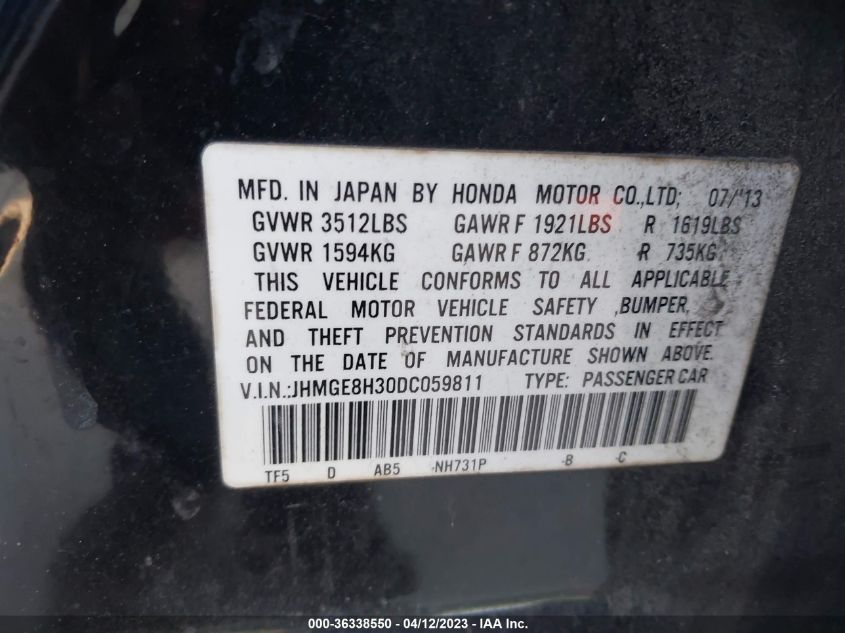 MFD. IN JAPAN BY HONDA MOTOR CO.,LTD; 07/'13
GVWR 3512LBS GAWR F 1921LBS R 1619LBS
GVWR 1594KG GAWR F 872KG R 735KG
THIS VEHICLE CONFORMS TO ALL APPLICABLE
FEDERAL MOTOR VEHICLE SAFETY ,BUMPER,
AND THEFT PREVENTION STANDARDS IN EFFECT
ON THE DATE OF MANUFACTURE SHOWN ABOVE.
V.I.N.:JHMGE8H30DC059811 TYPE: PASSENGER CAR
TF5 D AB5 NH731P -B -C
000-36338550 - 04/12/2023 - IAA Inc.